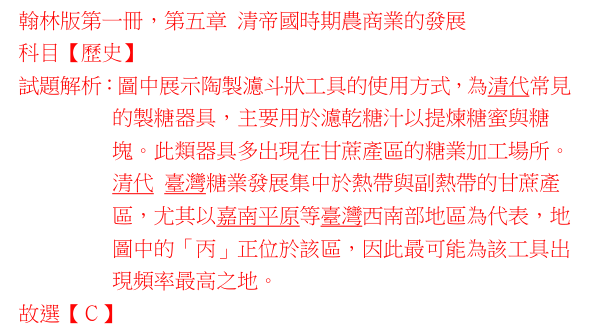 翰林版第一冊，第五章 清帝國時期農商業的發展
科目【歷史】
試題解析：圖中展示陶製濾斗狀工具的使用方式，為清代常見
的製糖器具，主要用於濾乾糖汁以提煉糖蜜與糖
塊。此類器具多出現在甘蔗產區的糖業加工場所。
清代 臺灣糖業發展集中於熱帶與副熱帶的甘蔗產
區，尤其以嘉南平原等臺灣西南部地區為代表，地
圖中的「丙」正位於該區，因此最可能為該工具出
現頻率最高之地。
故選【Ｃ】